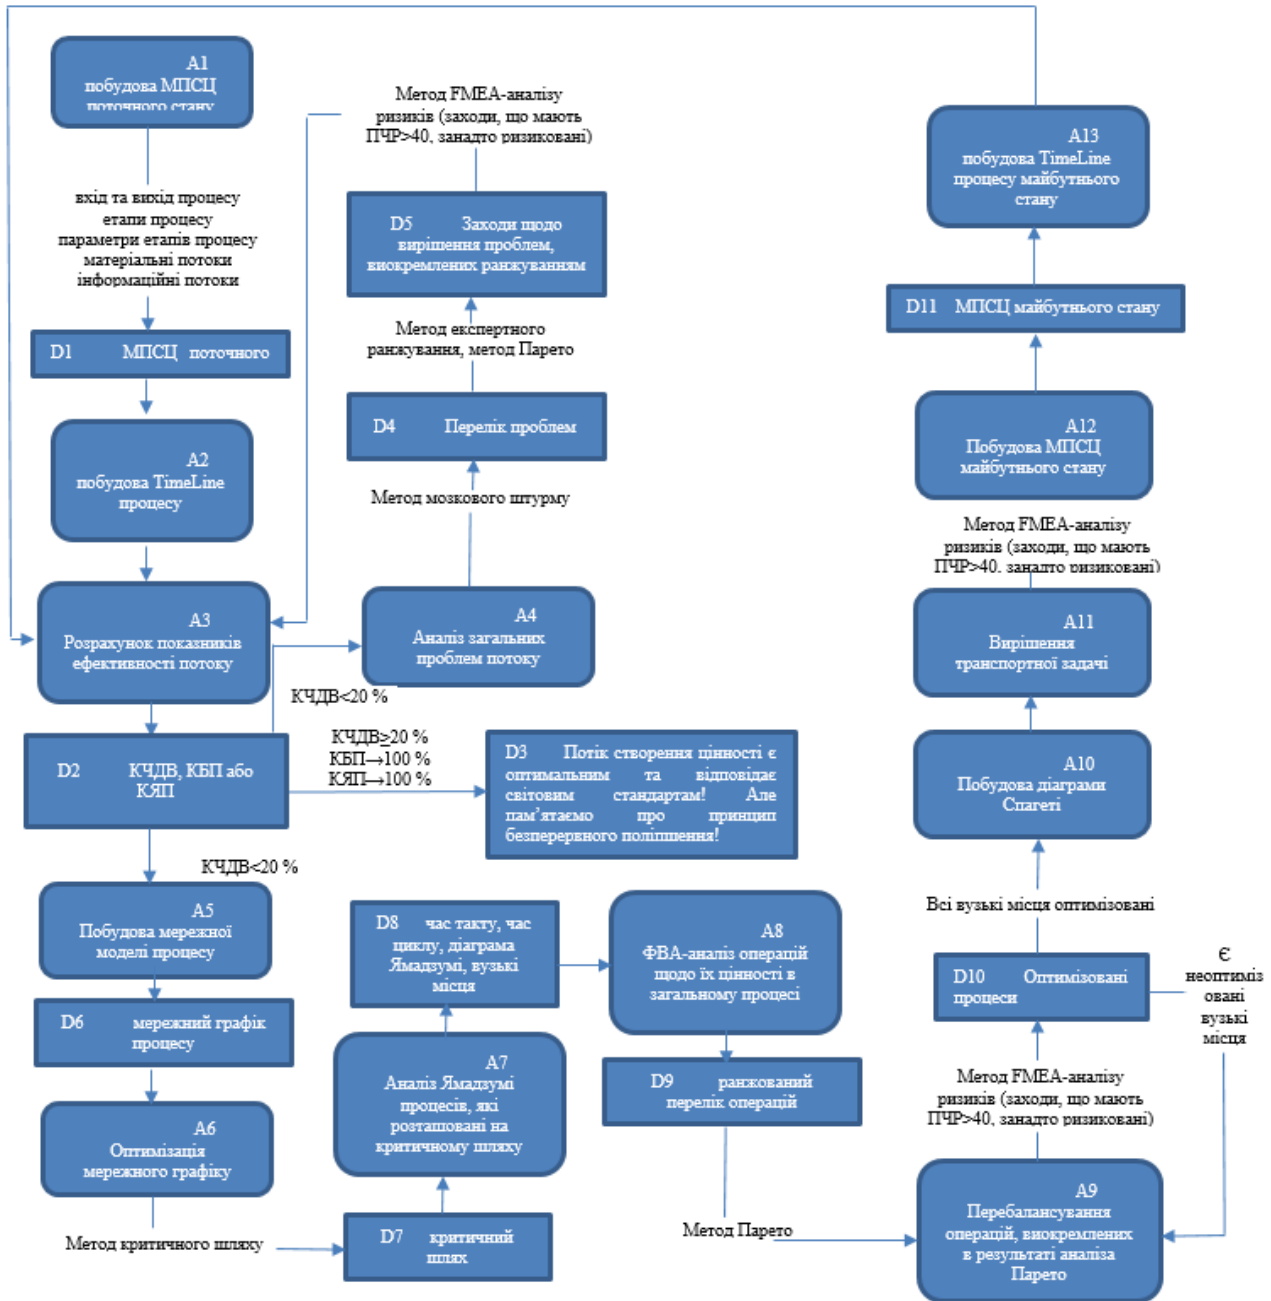 A1
побудова МПСЦ
поточного стану
вхід та вихід процесу
етапи процесу
параметри етапів процесу
матеріальні потоки
інформаційні потоки
D1 МПСЦ поточного
A2
побудова TimeLine
процесу
A3
Розрахунок показників
ефективності потоку
D2 КЧДВ, КБП або
КЯП
КЧДВ<20 %
A5
Побудова мережної
моделі процесу
D6 мережний графік
процесу
A6
Оптимізація
мережного графіку
Метод критичного шляху
Метод FMEA-аналізу
ризиків (заходи, що мають
ПЧР>40, занадто ризиковані)
D5 Заходи щодо
вирішення проблем,
виокремлених ранжуванням
Метод експертного
ранжування, метод Парето
D4 Перелік проблем
Метод мозкового штурму
A4
Аналіз загальних
проблем потоку
КЧДВ<20 %
КЧДВ≥20 %
КБП→100 %
КЯП→100 %
D3 Потік створення цінності є
оптимальним та відповідає
світовим стандартам! Але
пам’ятаємо про принцип
безперервного поліпшення!
D8 час такту, час
циклу, діаграма
Ямадзумі, вузькі
місця
A7
Аналіз Ямадзумі
процесів, які
розташовані на
критичному шляху
D7 критичний
шлях
A8
ФВА-аналіз операцій
щодо їх цінності в
загальному процесі
D9 ранжований
перелік операцій
Метод Парето
A13
побудова TimeLine
процесу майбутнього
стану
D11 МПСЦ майбутнього стану
A12
Побудова МПСЦ
майбутнього стану
Метод FMEA-аналізу
ризиків (заходи, що мають
ПЧР>40, занадто ризиковані)
A11
Вирішення
транспортної задачі
A10
Побудова діаграми
Спагеті
Всі вузькі місця оптимізовані
D10 Оптимізовані
процеси
Є
неоптиміз
овані
вузькі
місця
Метод FMEA-аналізу
ризиків (заходи, що мають
ПЧР>40, занадто ризиковані)
A9
Перебалансування
операцій, виокремлених
в результаті аналіза
Парето